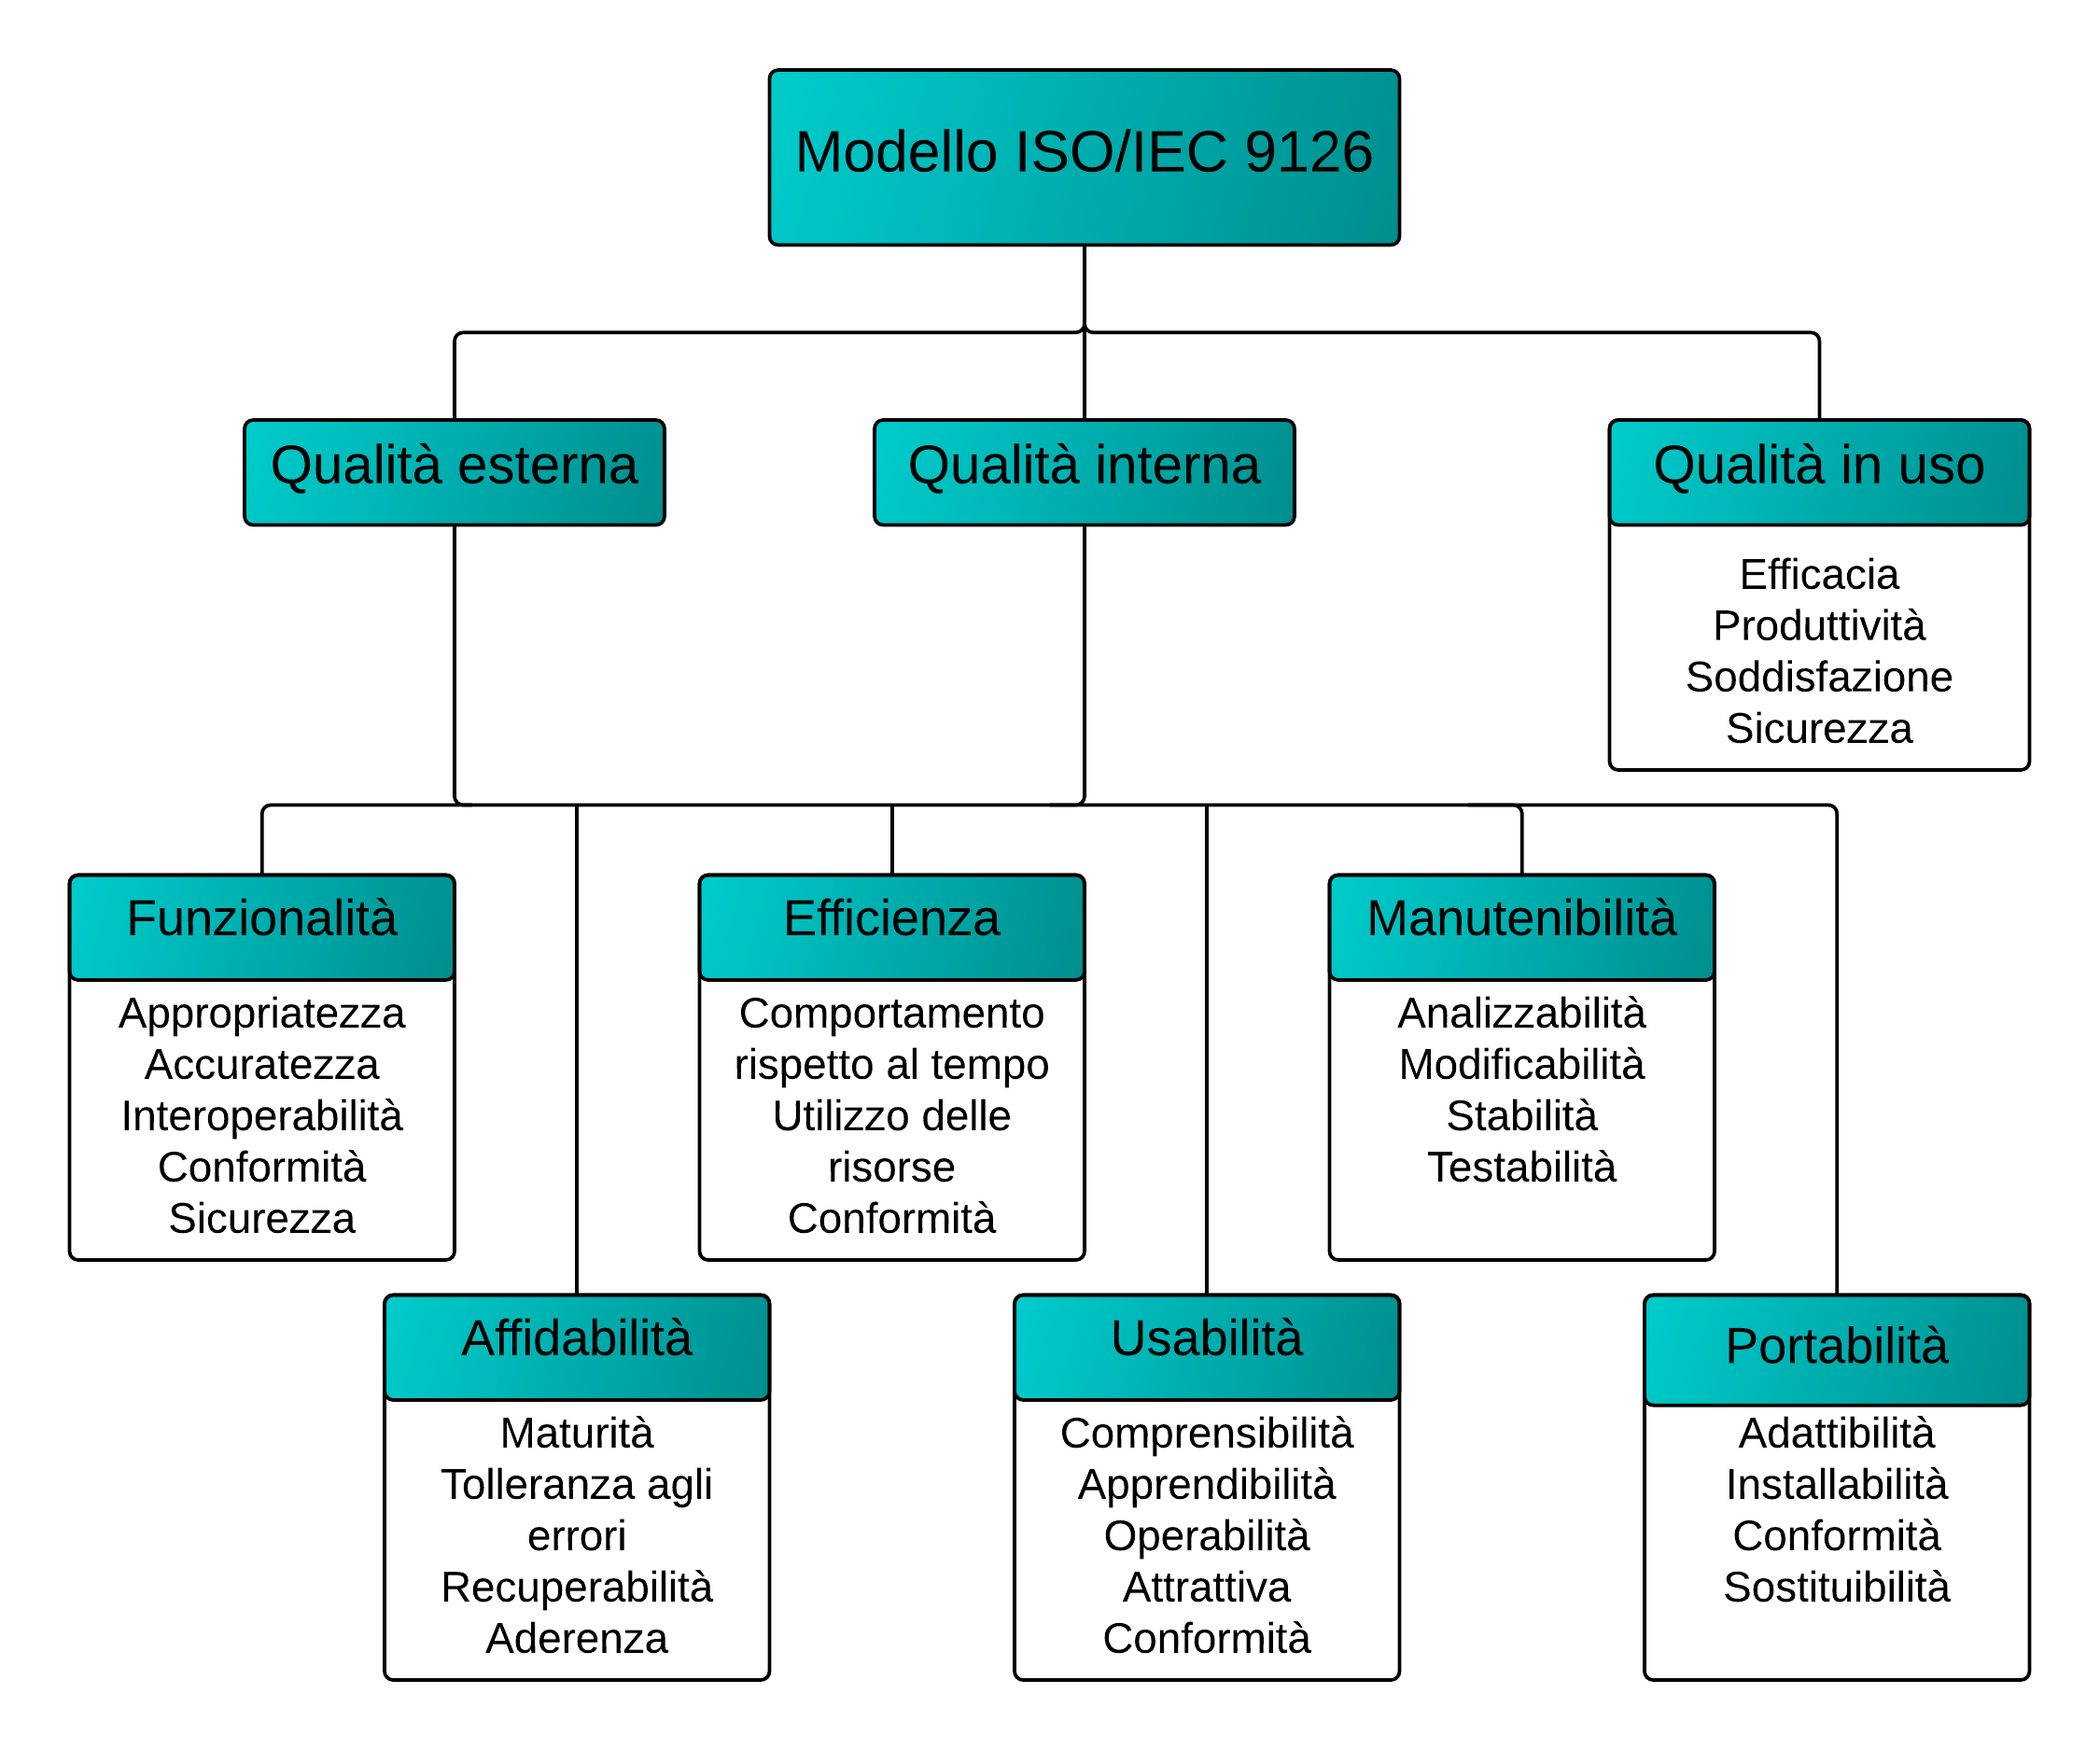 Modello ISO/IEC 9126
Qualità esterna
Qualità interna
Qualità in uso
Efficacia
Produttività
Soddisfazione
Sicurezza
Funzionalità
Appropriatezza
Accuratezza
Interoperabilità
Conformità
Sicurezza
Efficienza
Comportamento
rispetto al tempo
Utilizzo delle
risorse
Conformità
Manutenibilità
Analizzabilità
Modificabilità
Stabilità
Testabilità
Affidabilità
Maturità
Tolleranza agli
errori
Recuperabilità
Aderenza
Usabilità
Comprensibilità
Apprendibilità
Operabilità
Attrattiva
Conformità
Portabilità
Adattibilità
Installabilità
Conformità
Sostituibilità